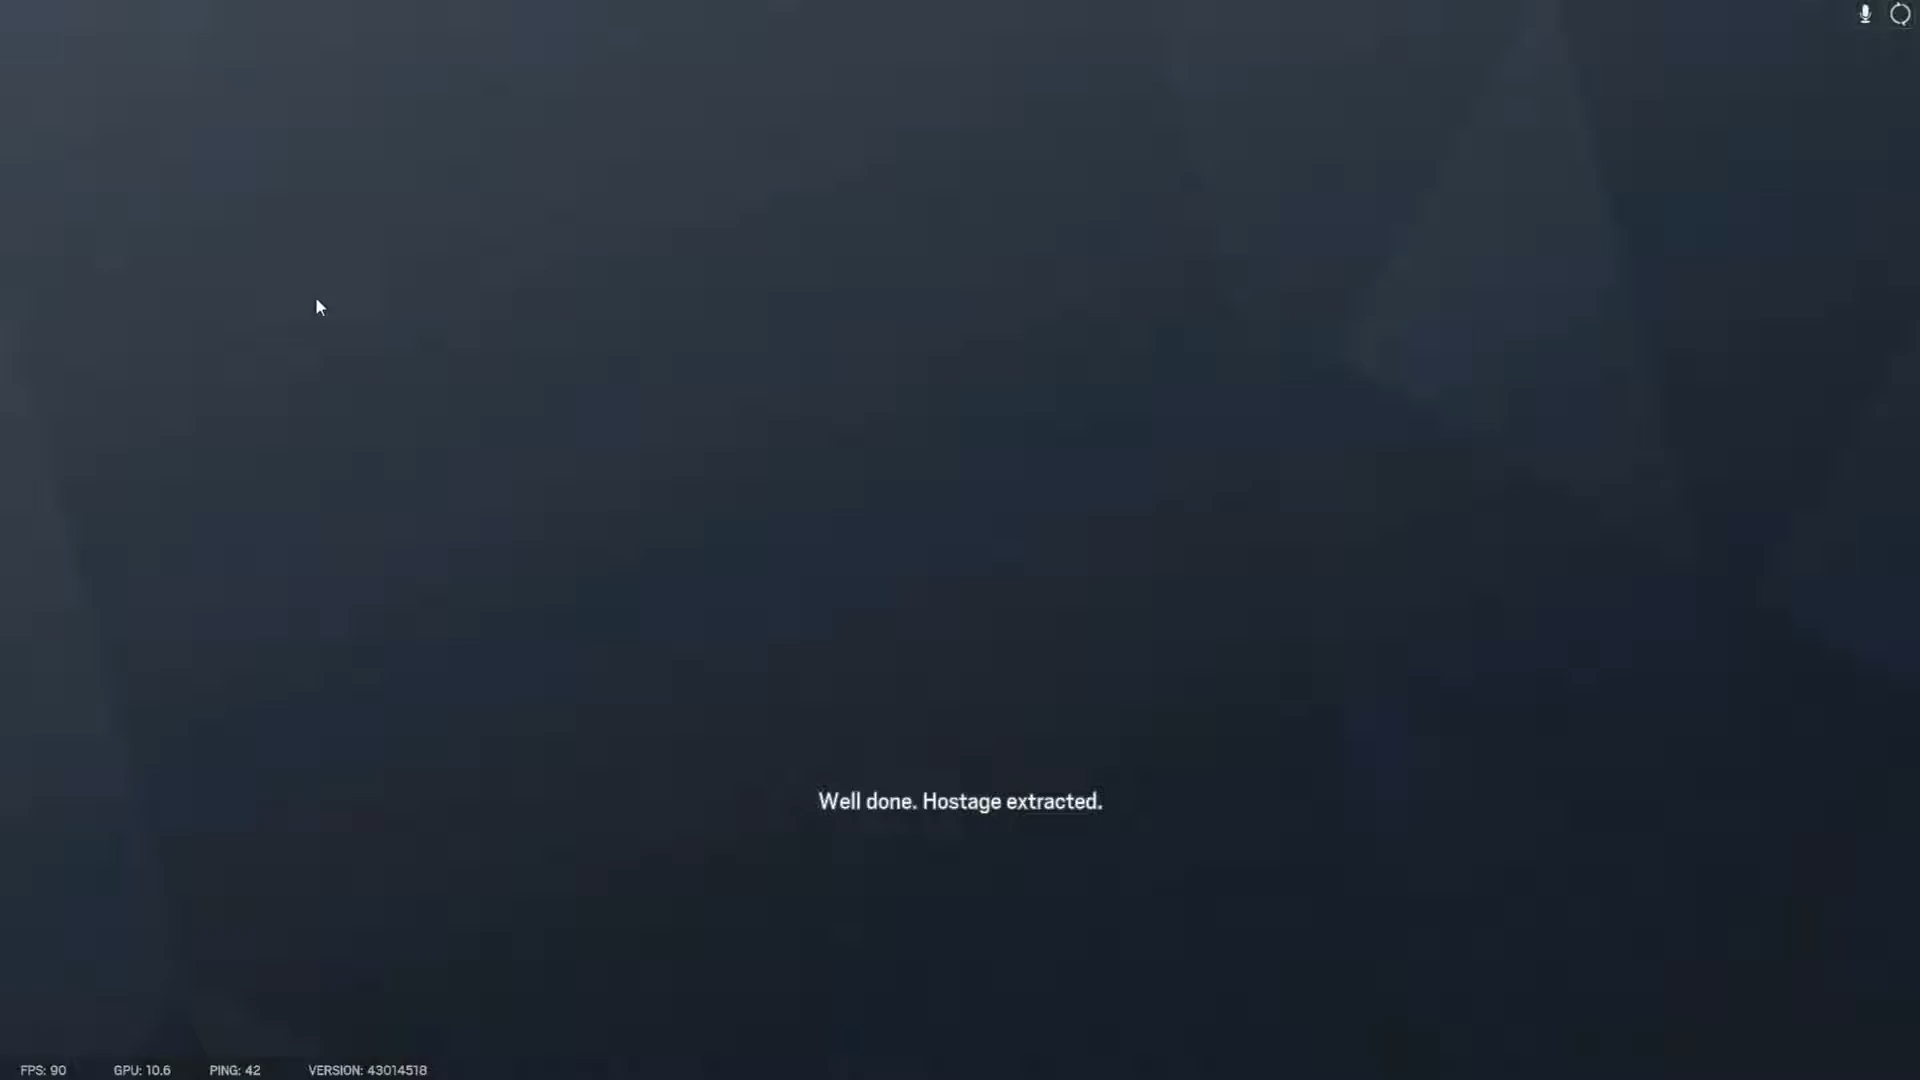 Well done. Hostage extracted.
FPS: 90 GPU: 10.6 PING: 42 VERSION: 43014518